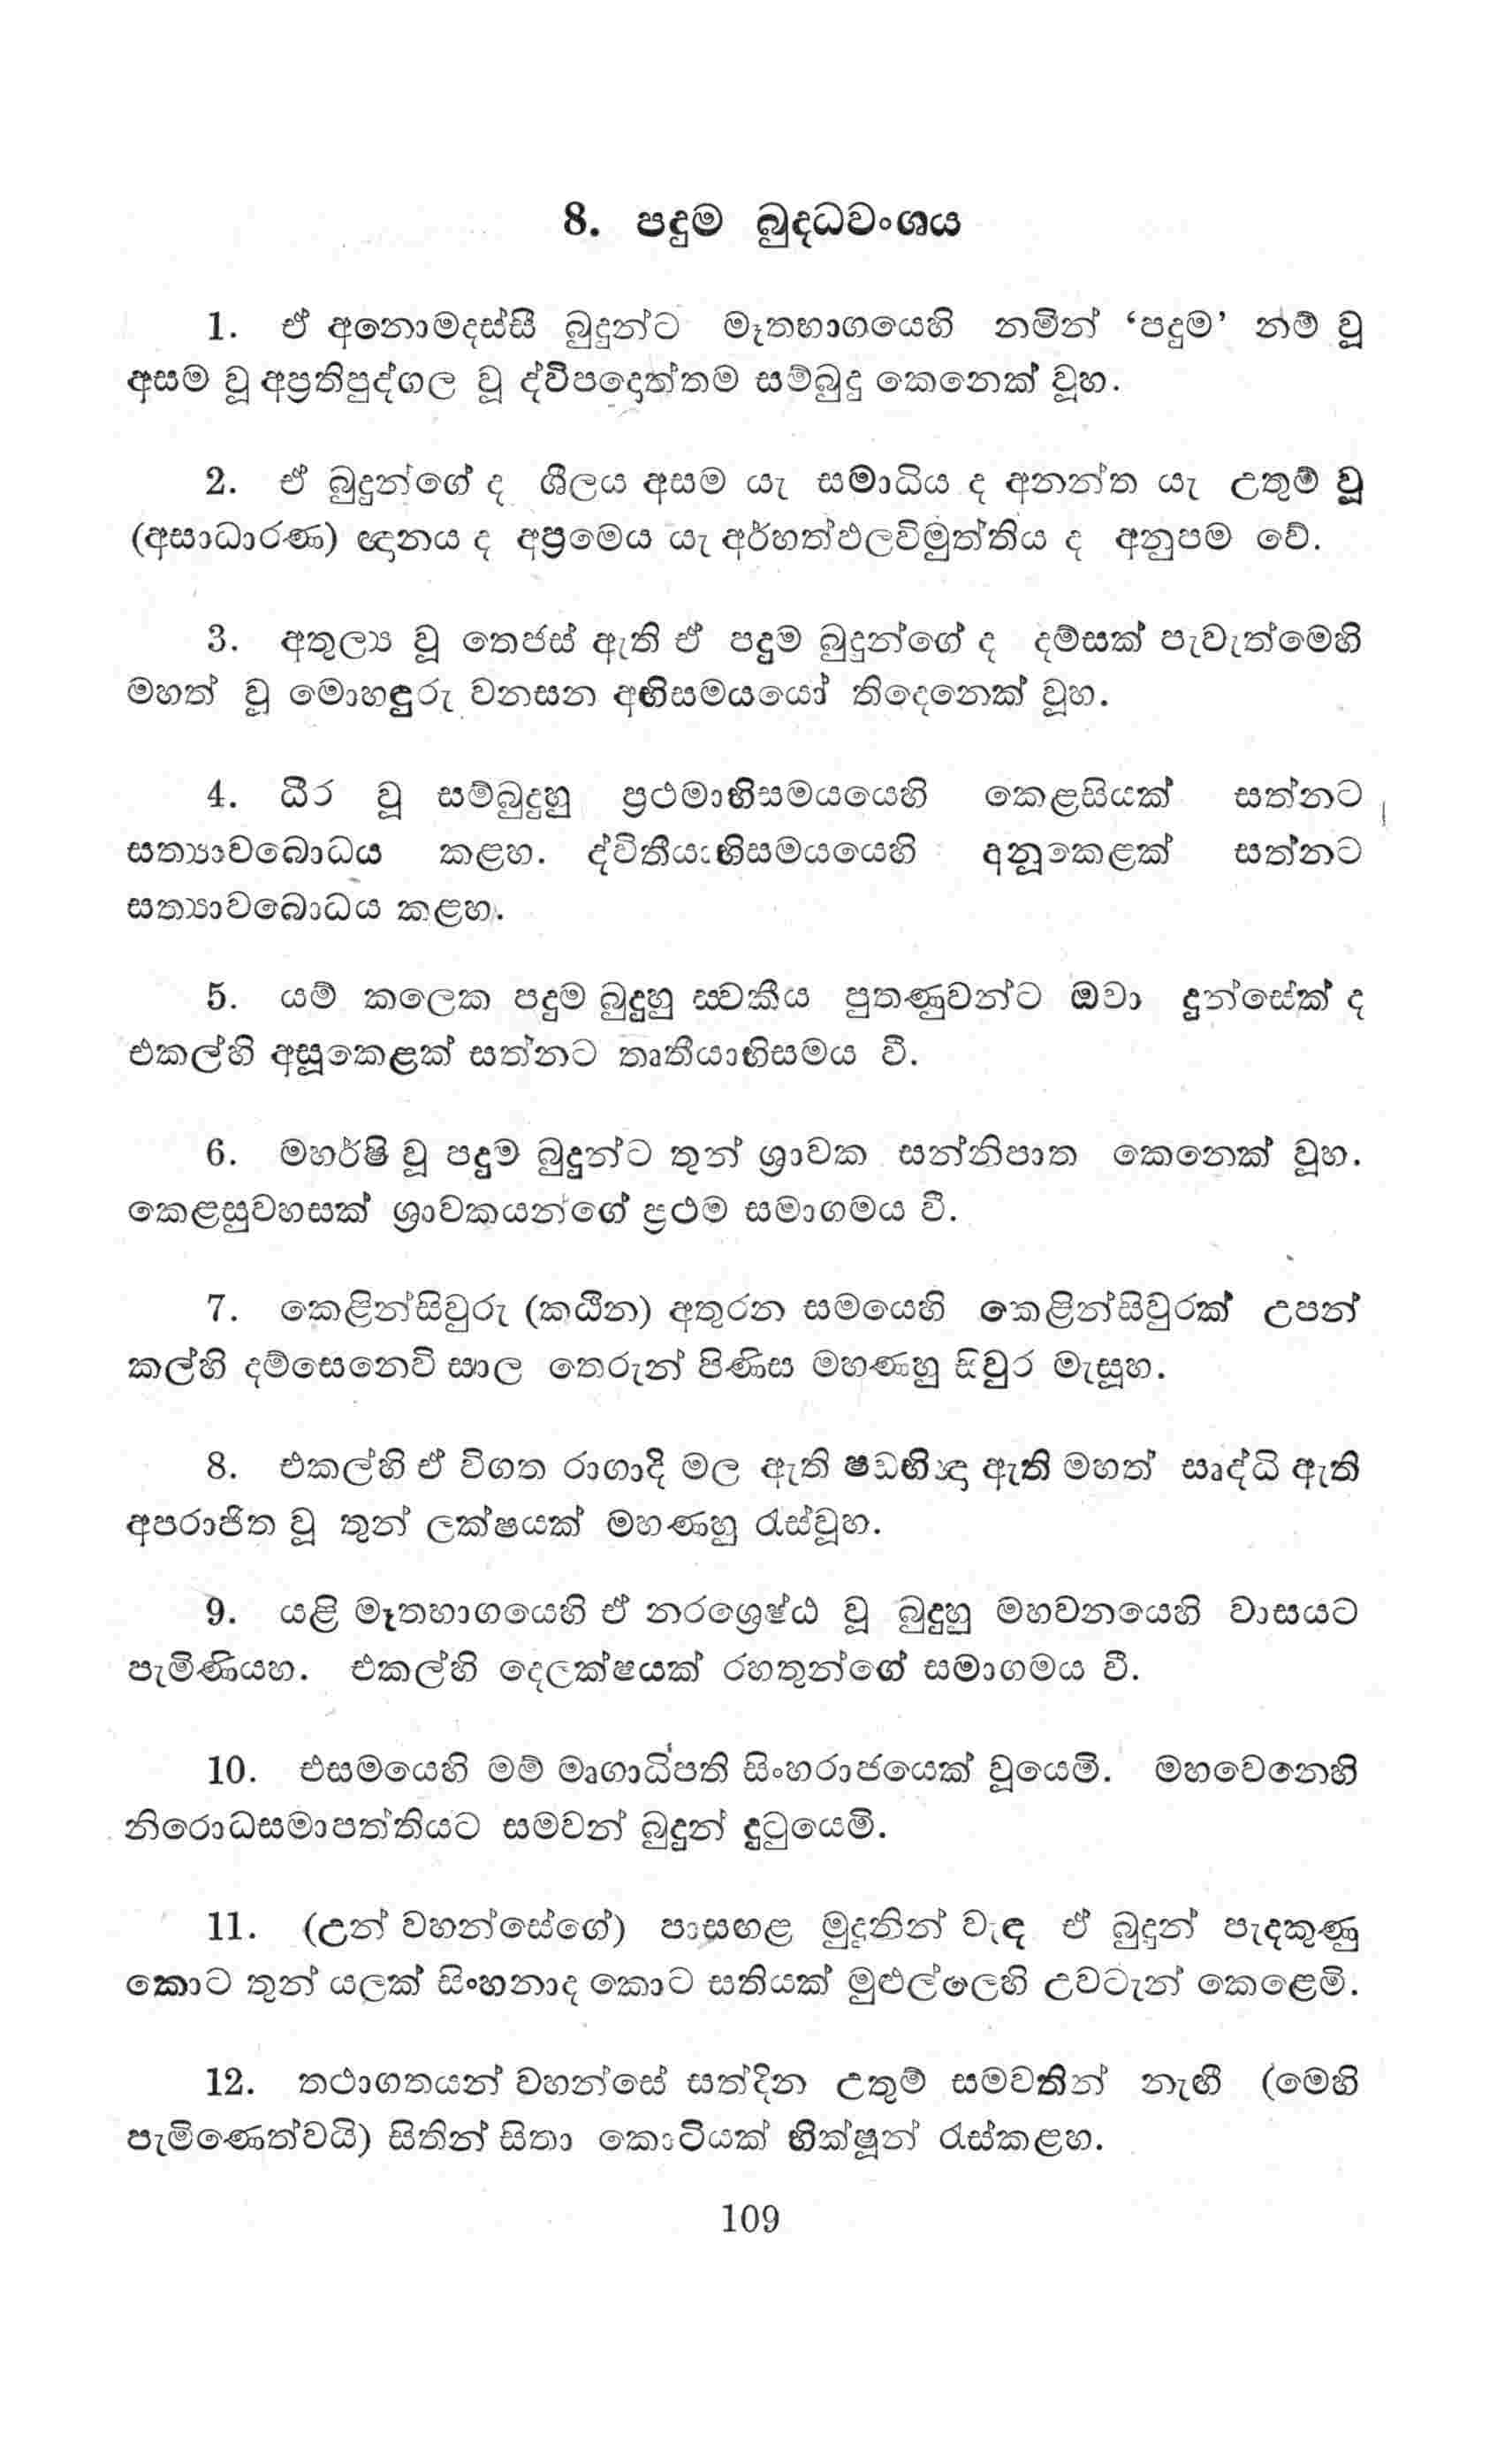 8. පදුම බුද්ධවංශය
1. ඒ අනොමදස්සී බුදුන්ට මෑතභාගයෙහි නමින් ‘පදුම’ නම් වූ
අසම වූ අප්‍රතිපුද්ගල වූ ද්විපදොත්තම සම්බුදු කෙනෙක් වූහ.
2. ඒ බුදුන්ගේ ද ශීලය අසම යැ සමාධිය ද අනන්ත යැ උතුම් වූ
(අසාධාරණ) ඥානය ද අප්‍රමෙය යැ අර්හත්ඵලවිමුත්තිය ද අනුපම වේ.
3. අතුල්‍ය වූ තෙජස් ඇති ඒ පදුම බුදුන්ගේ ද දම්සක් පැවැත්මෙහි
මහත් වූ මොහඳුරු වනසන අභිසමයයෝ තිදෙනෙක් වූහ.
4. ධීර වූ සම්බුදුහු ප්‍රථමාභිසමයයෙහි කෙළසියක් සත්නට
සත්‍යාවබොධය කළහ. ද්විතීයාභිසමයයෙහි අනූකෙළක් සත්නට
සත්‍යාවබොධය කළහ.
5. යම් කලෙක පදුම බුදුහු ස්වකීය පුතණුවන්ට ඔවා දුන්සේක් ද
එකල්හි අසූකෙළක් සත්නට තෘතීයාභිසමය වී.
6. මහර්ෂි වූ පදුම බුදුන්ට තුන් ශ්‍රාවක සන්නිපාත කෙනෙක් වූහ.
කෙළසුවහසක් ශ්‍රාවකයන්ගේ ප්‍රථම සමාගමය වී.
7. කෙළින්සිවුරු (කඨින) අතුරන සමයෙහි කෙළින්සිවුරක් උපන්
කල්හි දම්සෙනෙවි සාල තෙරුන් පිණිස මහණහු සිවුර මැසූහ.
8. එකල්හි ඒ විගත රාගාදි මල ඇති ෂඩභිඥා ඇති මහත් සෘද්ධි ඇති
අපරාජිත වූ තුන් ලක්ෂයක් මහණහු රැස්වූහ.
9. යළි මෑතභාගයෙහි ඒ නරශ්‍රෙෂ්ඨ වූ බුදුහු මහවනයෙහි වාසයට
පැමිණියහ. එකල්හි දෙලක්ෂයක් රහතුන්ගේ සමාගමය වී.
10. එසමයෙහි මම් මෘගාධිපති සිංහරාජයෙක් වූයෙමි. මහවෙනෙහි
නිරොධසමාපත්තියට සමවන් බුදුන් දුටුයෙමි.
11. (උන් වහන්සේගේ) පාසඟළ මුදුනින් වැඳ ඒ බුදුන් පැදකුණු
කොට තුන් යලක් සිංහනාද කොට සතියක් මුළුල්ලෙහි උවටැන් කෙළෙමි.
12. තථාගතයන් වහන්සේ සත්දින උතුම් සමවතින් නැඟී (මෙහි
පැමිණෙත්වයි) සිතින් සිතා කොටියක් භික්ෂූන් රැස්කළහ.
109